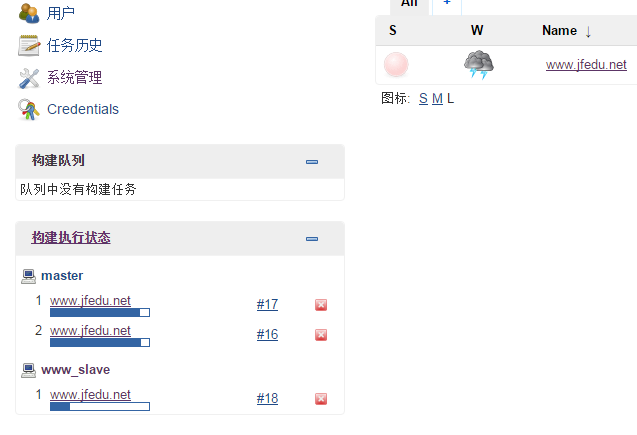 用户
任务历史
系统管理
Credentials
构建队列
队列中没有构建任务
构建执行状态
master
1 www.jfedu.net #17
2 www.jfedu.net #16
www_slave
1 www.jfedu.net #18
All +
S W Name ↓
www.jfedu.net
图标: S M L